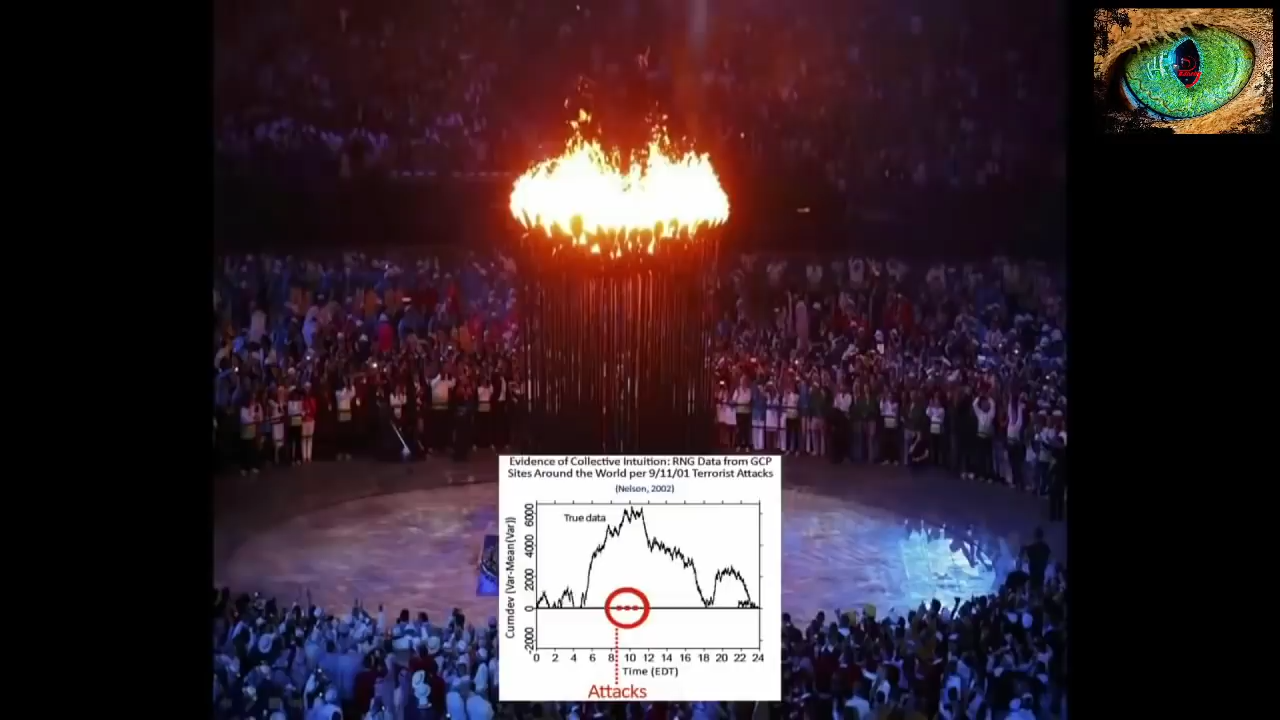 Evidence of Collective Intuition: RNG Data from GCP
Sites Around the World per 9/11/01 Terrorist Attacks
(Nelson, 2002)
True data
Cumdev (Var-Mean(Var))
6000
4000
2000
0
-2000
0 2 4 6 8 10 12 14 16 18 20 22 24
Time (EDT)
Attacks